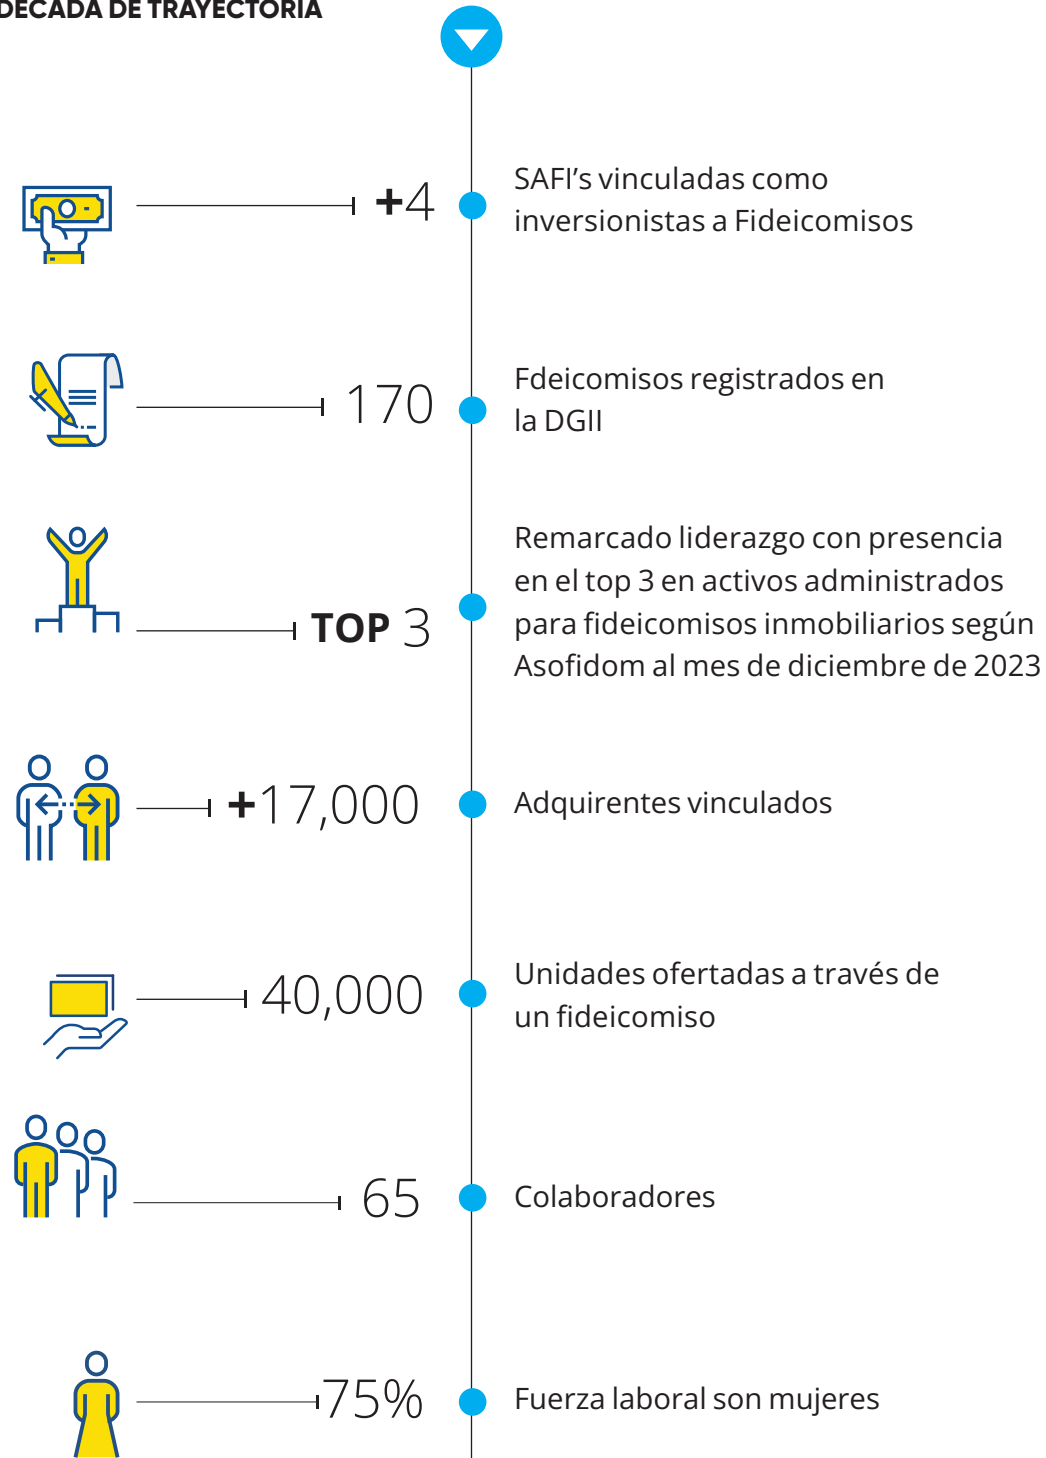 DÉCADA DE TRAYECTORIA
+4
SAFI’s vinculadas como
inversionistas a Fideicomisos
170
Fdeicomisos registrados en
la DGII
TOP 3
Remarcado liderazgo con presencia
en el top 3 en activos administrados
para fideicomisos inmobiliarios según
Asofidom al mes de diciembre de 2023
+17,000
Adquirentes vinculados
40,000
Unidades ofertadas a través de
un fideicomiso
65
Colaboradores
75%
Fuerza laboral son mujeres